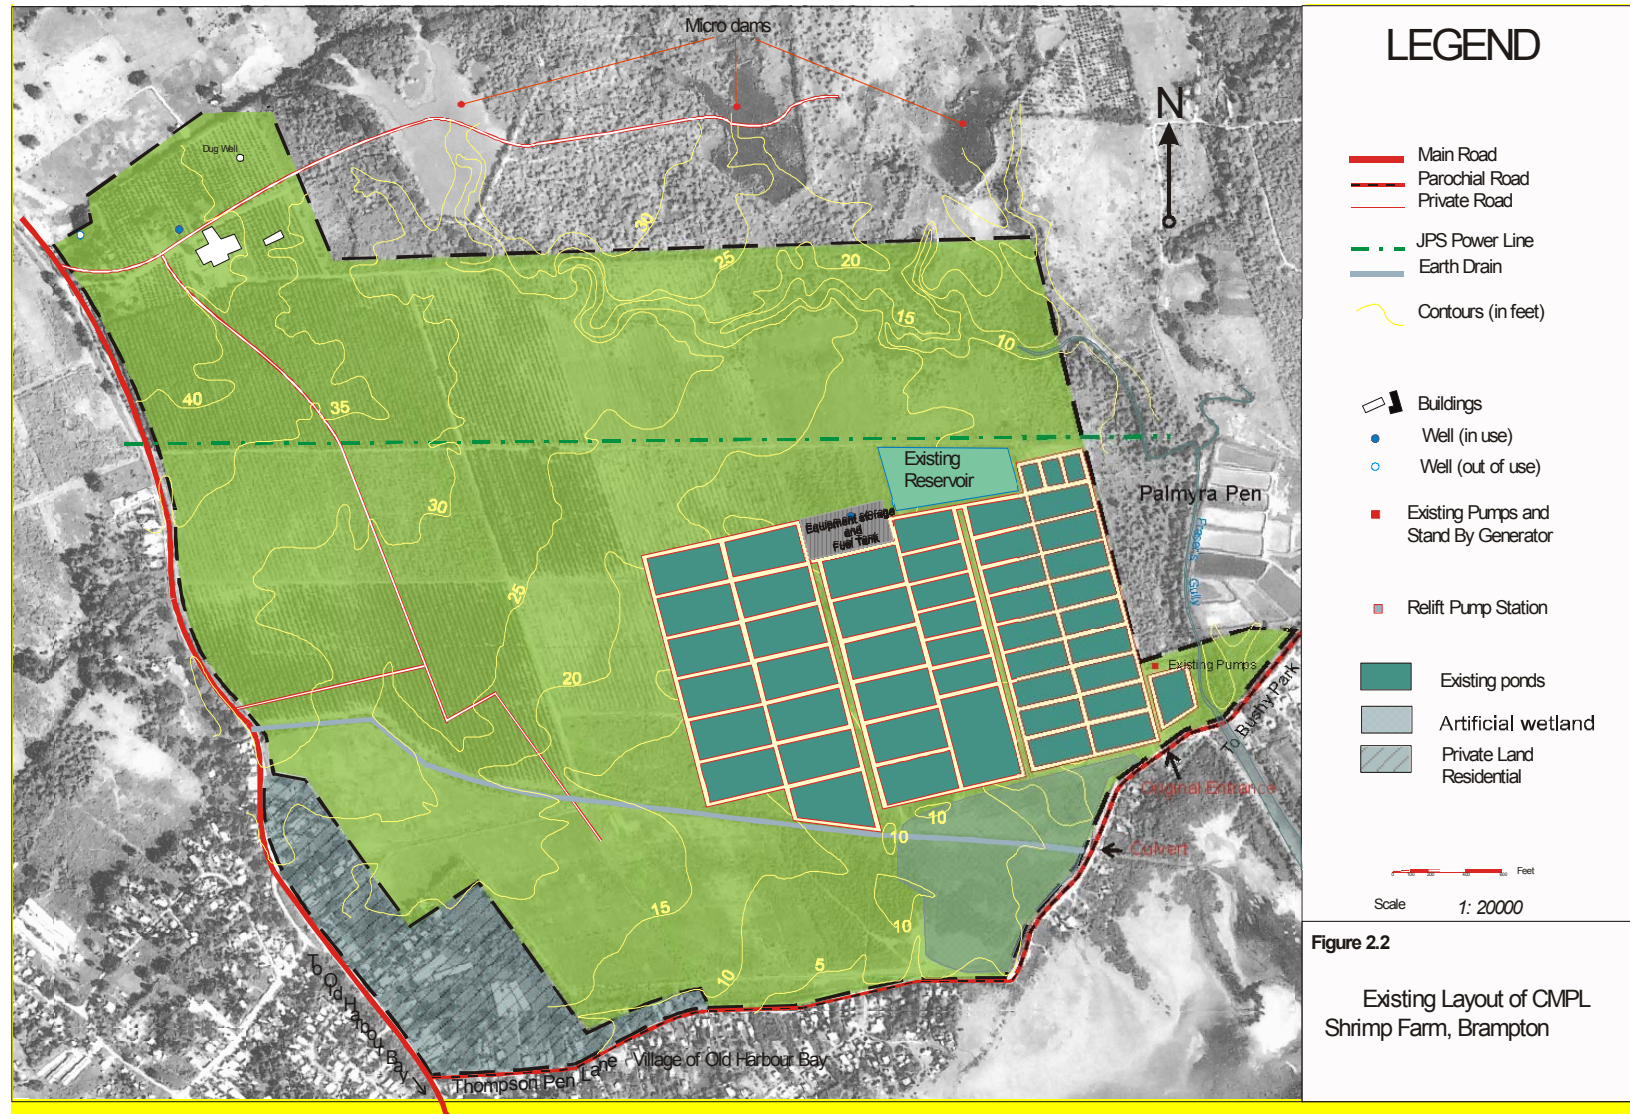 Micro dams
N
Dug Well
30
25
20
15
10
40
35
30
25
20
15
10
10
10
10
5
Existing
Reservoir
Equipment storage
and
Fuel Tank
Palmyra Pen
Gully
Existing Pumps
To Bushy Park
Original Entrance
Culvert
To Old Harbour Bay
Thompson Pen Lane
Village of Old Harbour Bay
LEGEND
Main Road
Parochial Road
Private Road
JPS Power Line
Earth Drain
Contours (in feet)
Buildings
Well (in use)
Well (out of use)
Existing Pumps and
Stand By Generator
Relift Pump Station
Existing ponds
Artificial wetland
Private Land
Residential
Feet
Scale
1: 20000
Figure 2.2
Existing Layout of CMPL
Shrimp Farm, Brampton